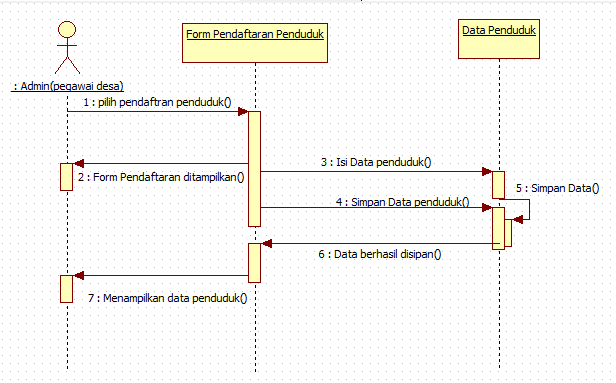 Form Pendaftaran Penduduk
Data Penduduk
: Admin(pegawai desa)
1 : pilih pendaftran penduduk()
2 : Form Pendaftaran ditampilkan()
3 : Isi Data penduduk()
4 : Simpan Data penduduk()
5 : Simpan Data()
6 : Data berhasil disipan()
7 : Menampilkan data penduduk()